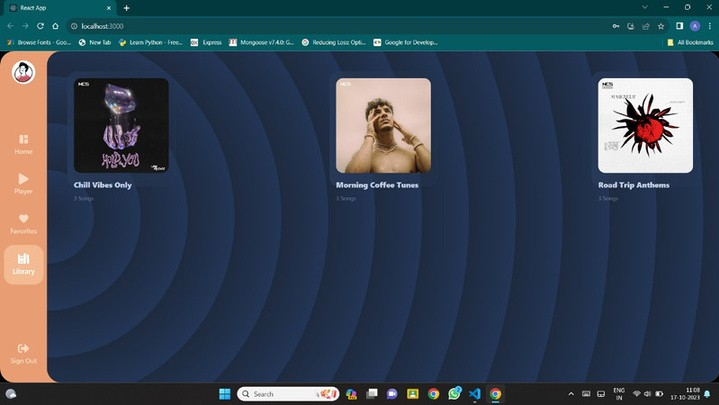 React App
localhost:3000
Browse Fonts - Goo...
New Tab
Learn Python - Free...
Express
Mongoose v7.4.0: G...
Reducing Loss: Opti...
Google for Develop...
All Bookmarks
Home
Player
Favorites
Library
Sign Out
NCS
NCS
NCS
Chill Vibes Only
3 Songs
Morning Coffee Tunes
3 Songs
Road Trip Anthems
3 Songs
Search
ENG
IN
11:08
17-10-2023